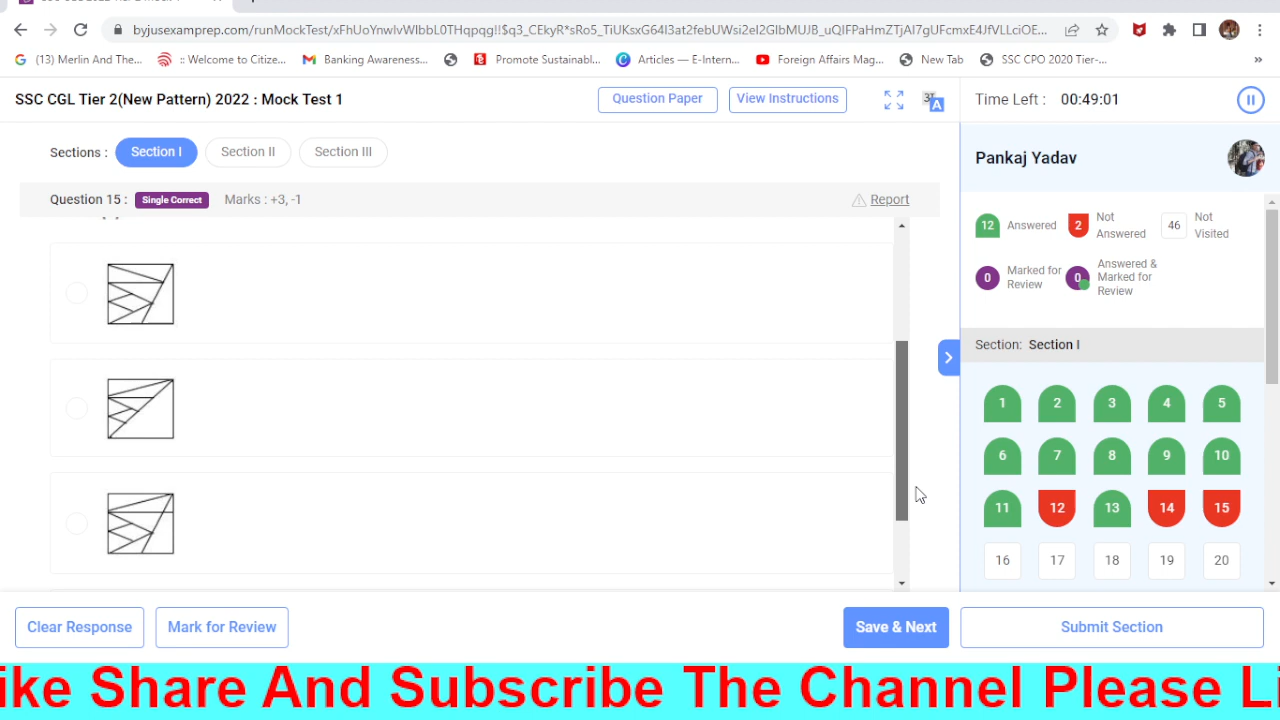 byjusexamprep.com/runMockTest/xFhUoYnwIvWIbbL0THqpqg!!$q3_CEkyR*sRo5_TiUKsxG64I3at2febUWsi2eI2GIbMUJB_uQIFPaHmZTjAI7gUFcmxE4JfVLLciOE...
(13) Merlin And The...
:: Welcome to Citize...
Banking Awareness...
Promote Sustainabl...
Articles — E-Intern...
Foreign Affairs Mag...
New Tab
SSC CPO 2020 Tier-...
»
SSC CGL Tier 2(New Pattern) 2022 : Mock Test 1
Question Paper
View Instructions
Time Left : 00:49:01
Sections : Section I Section II Section III
Pankaj Yadav
Question 15 : Single Correct Marks : +3, -1
Report
12 Answered
2 Not Answered
46 Not Visited
0 Marked for Review
0 Answered & Marked for Review
Section: Section I
1 2 3 4 5
6 7 8 9 10
11 12 13 14 15
16 17 18 19 20
Clear Response
Mark for Review
Save & Next
Submit Section
ike Share And Subscribe The Channel Please Li